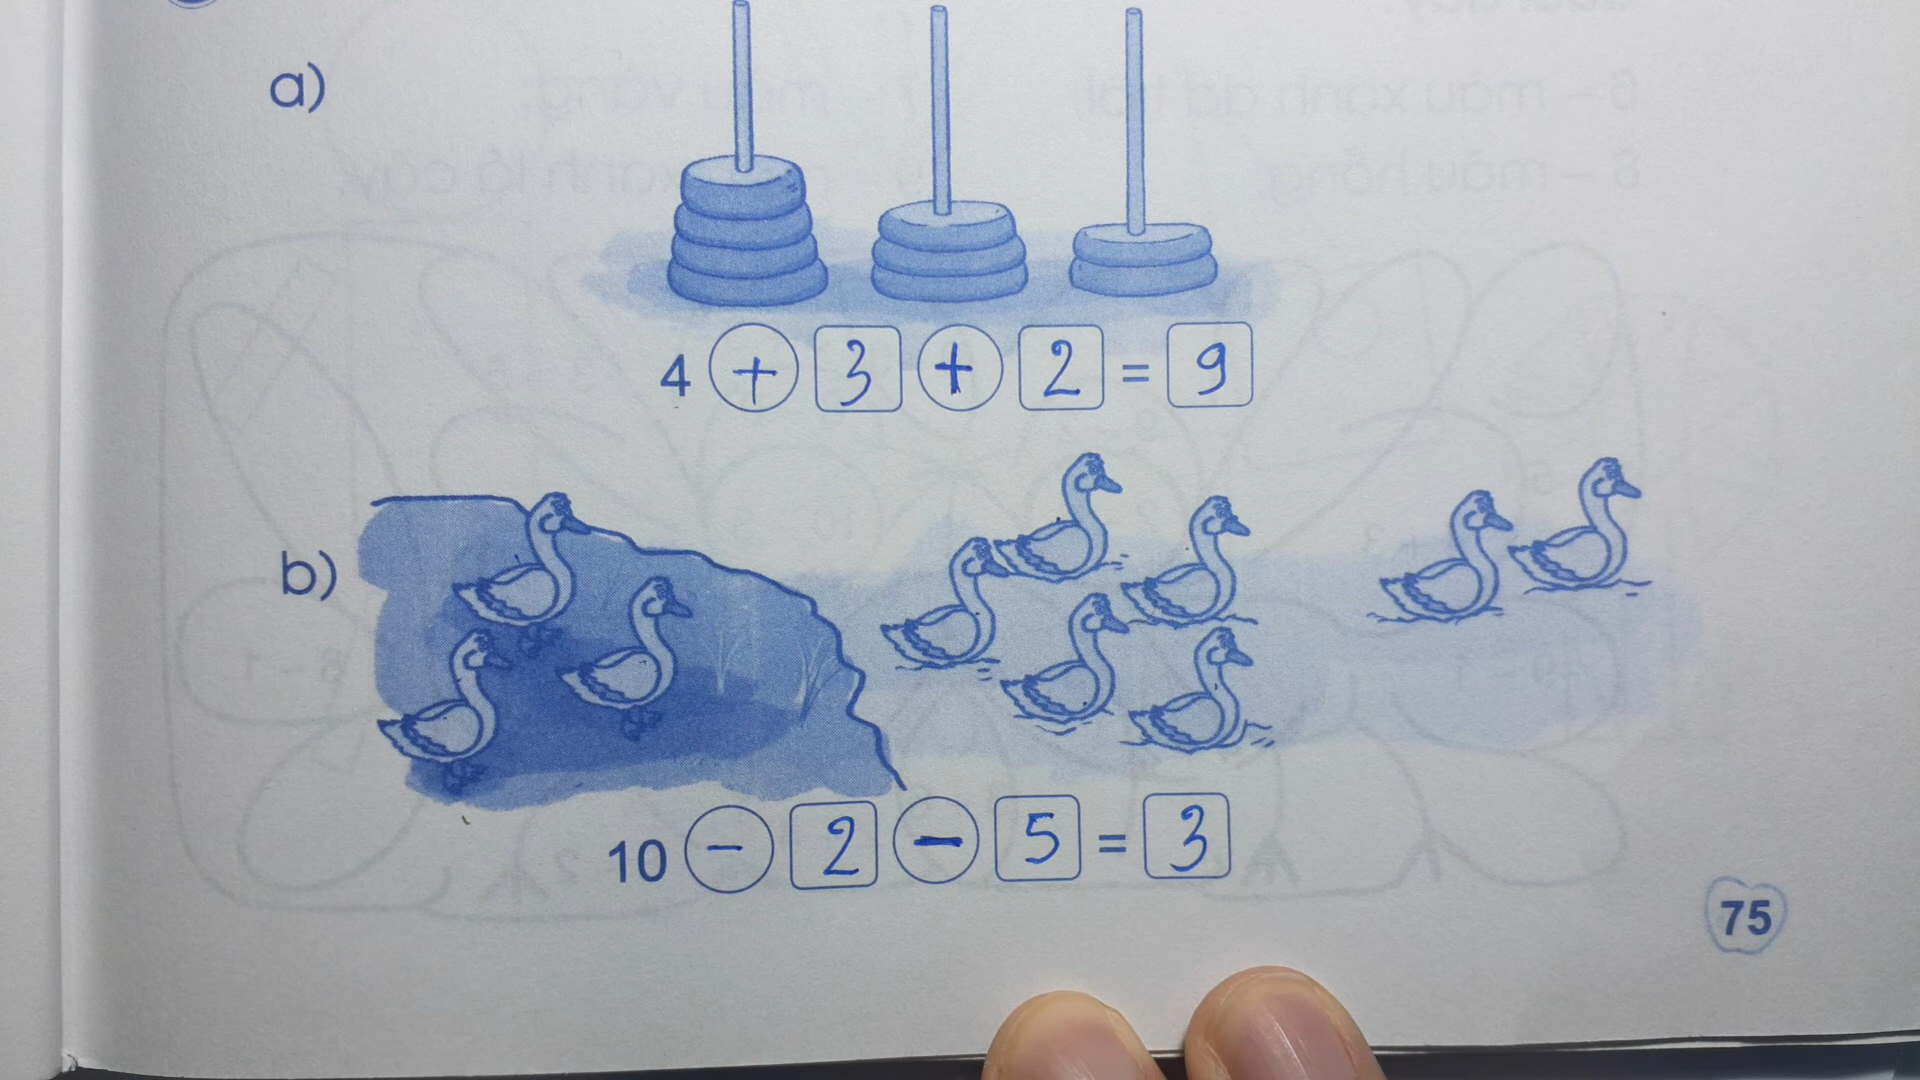 a)
4 + 3 + 2 = 9
b)
10 - 2 - 5 = 3
75